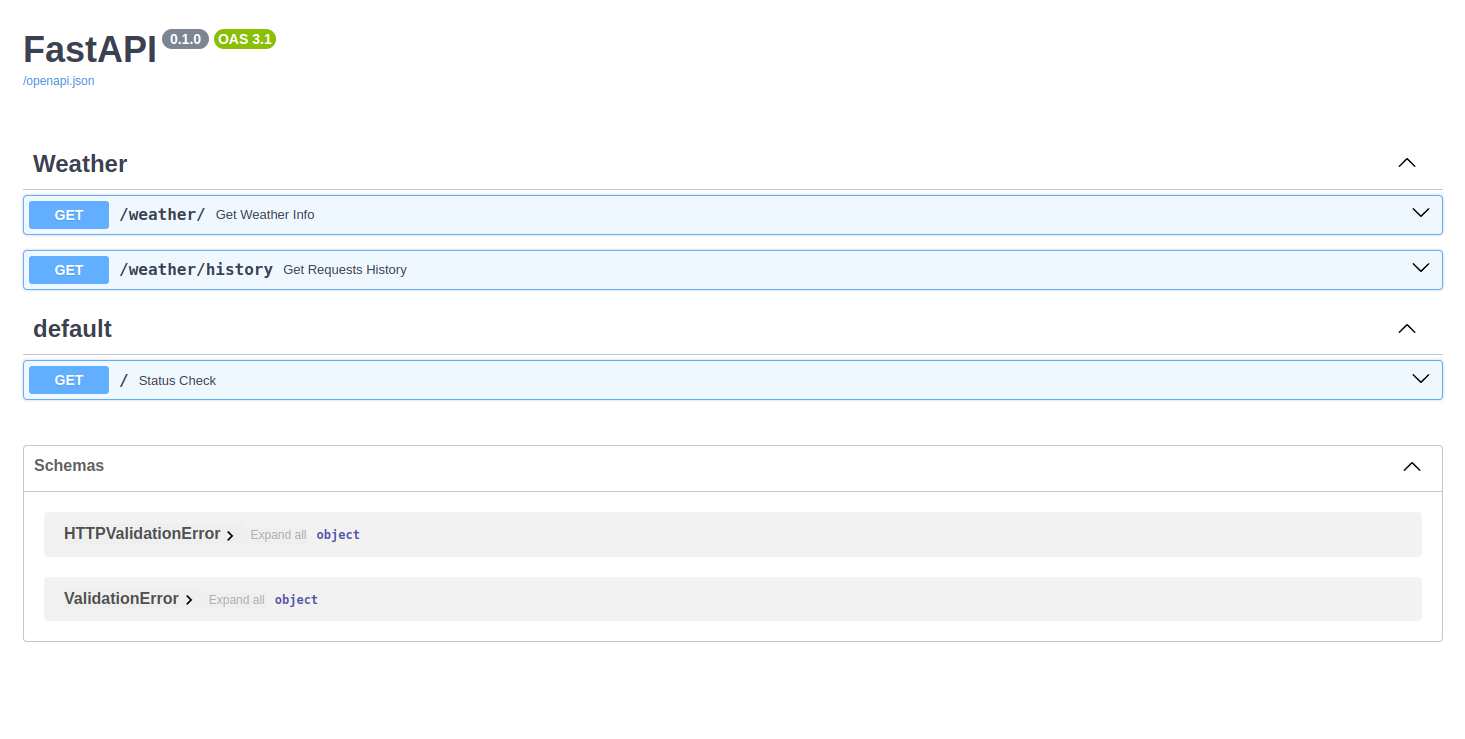 FastAPI 0.1.0 OAS 3.1
/openapi.json
Weather
GET /weather/ Get Weather Info
GET /weather/history Get Requests History
default
GET / Status Check
Schemas
HTTPValidationError Expand all object
ValidationError Expand all object